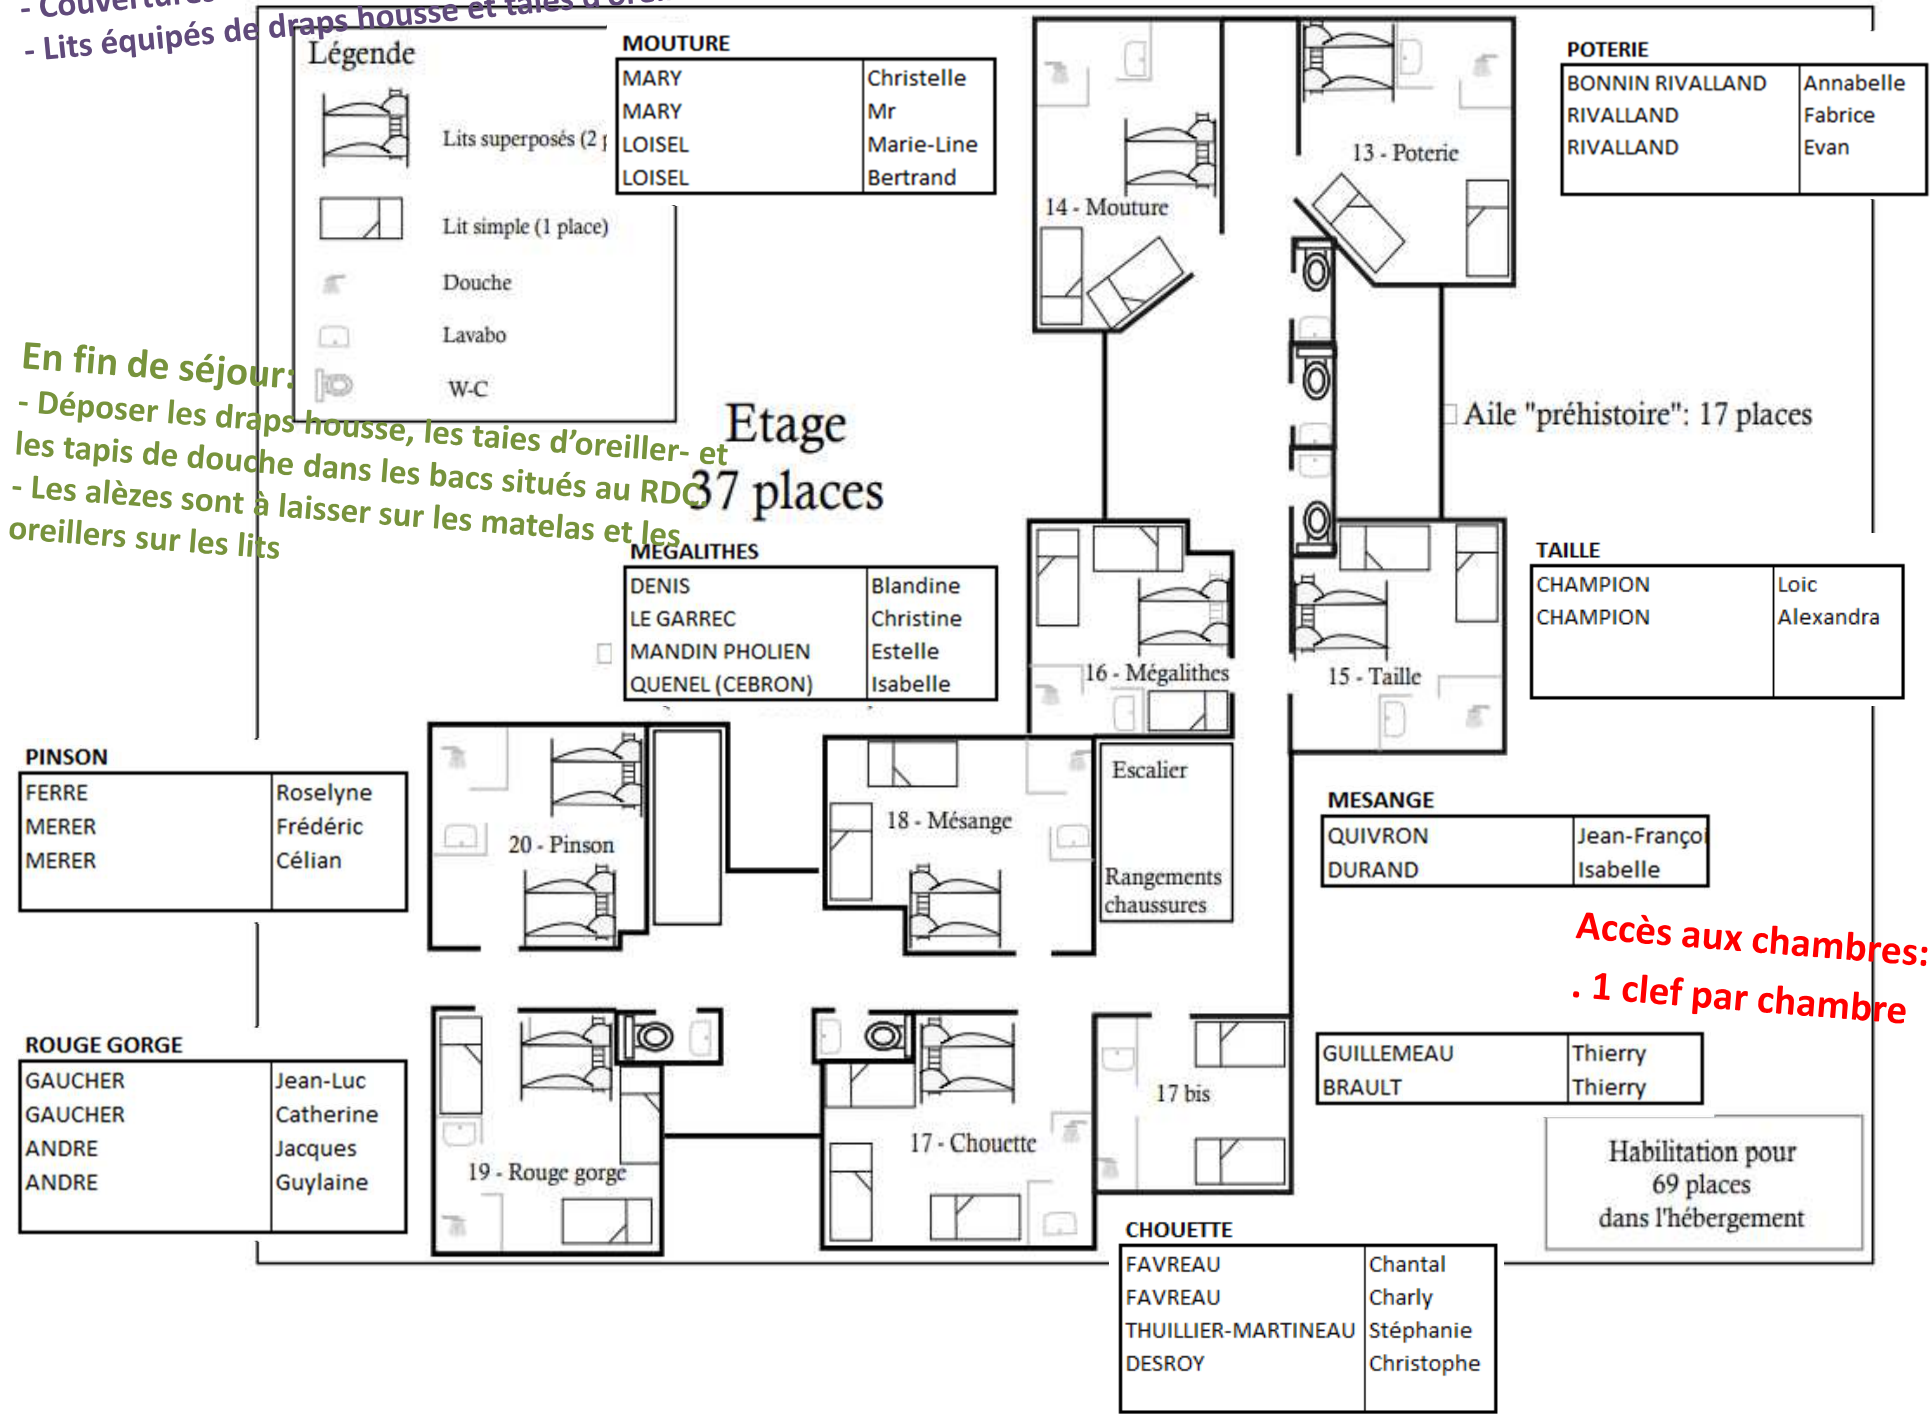 - Couvertures
- Lits équipés de draps housse et taies d'orei
Légende
Lits superposés (2 p
Lit simple (1 place)
Douche
Lavabo
W-C
MOUTURE
MARY Christelle
MARY Mr
LOISEL Marie-Line
LOISEL Bertrand
14 - Mouture
13 - Poterie
POTERIE
BONNIN RIVALLAND Annabelle
RIVALLAND Fabrice
RIVALLAND Evan
En fin de séjour:
- Déposer les draps housse, les taies d'oreiller- et
les tapis de douche dans les bacs situés au RDC
- Les alèzes sont à laisser sur les matelas et les
oreillers sur les lits
Etage
37 places
Aile "préhistoire": 17 places
MEGALITHES
DENIS Blandine
LE GARREC Christine
MANDIN PHOLIEN Estelle
QUENEL (CEBRON) Isabelle
16 - Mégalithes
15 - Taille
TAILLE
CHAMPION Loic
CHAMPION Alexandra
PINSON
FERRE Roselyne
MERER Frédéric
MERER Célian
20 - Pinson
18 - Mésange
Escalier
Rangements
chaussures
MESANGE
QUIVRON Jean-Françoi
DURAND Isabelle
Accès aux chambres:
. 1 clef par chambre
ROUGE GORGE
GAUCHER Jean-Luc
GAUCHER Catherine
ANDRE Jacques
ANDRE Guylaine
19 - Rouge gorge
17 - Chouette
17 bis
GUILLEMEAU Thierry
BRAULT Thierry
Habilitation pour
69 places
dans l'hébergement
CHOUETTE
FAVREAU Chantal
FAVREAU Charly
THUILLIER-MARTINEAU Stéphanie
DESROY Christophe